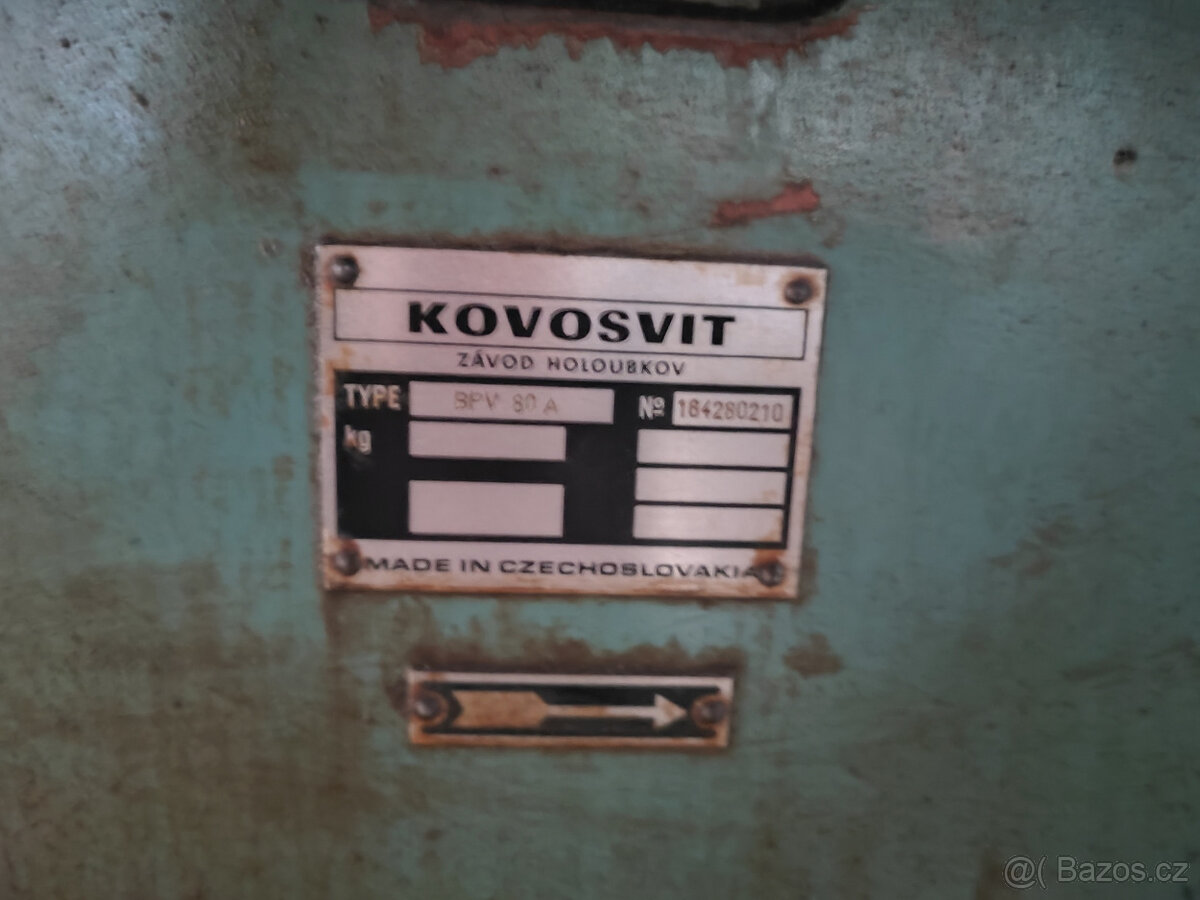 KOVOSVIT
ZÁVOD HOLOUBKOV
TYPE BPV 80 A № 184280210
kg
MADE IN CZECHOSLOVAKIA
@( Bazos.cz